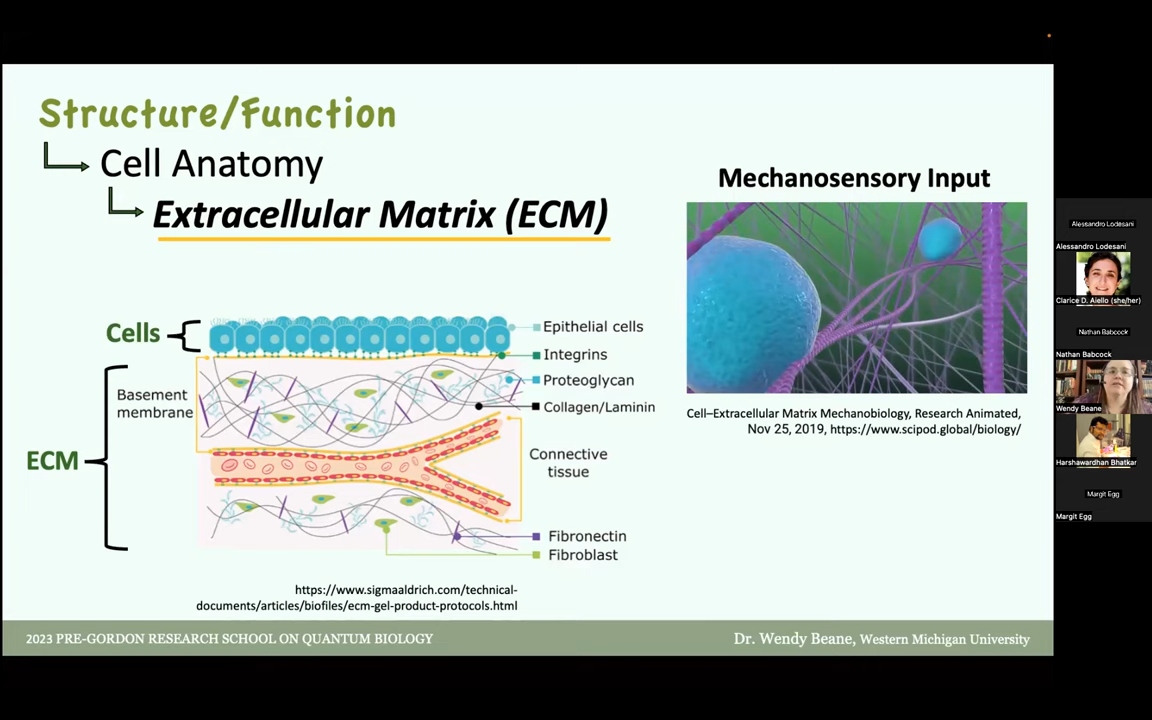 Structure/Function
Cell Anatomy
Extracellular Matrix (ECM)
Mechanosensory Input
Cells
Epithelial cells
Integrins
Basement
membrane
Proteoglycan
Collagen/Laminin
ECM
Connective
tissue
Fibronectin
Fibroblast
https://www.sigmaaldrich.com/technical-
documents/articles/biofiles/ecm-gel-product-protocols.html
Cell–Extracellular Matrix Mechanobiology, Research Animated,
Nov 25, 2019, https://www.scipod.global/biology/
2023 PRE-GORDON RESEARCH SCHOOL ON QUANTUM BIOLOGY
Dr. Wendy Beane, Western Michigan University
Alessandro Lodesani
Alessandro Lodesani
Clarice D. Aiello (she/her)
Nathan Babcock
Nathan Babcock
Wendy Beane
Harshawardhan Bhatkar
Margit Egg
Margit Egg